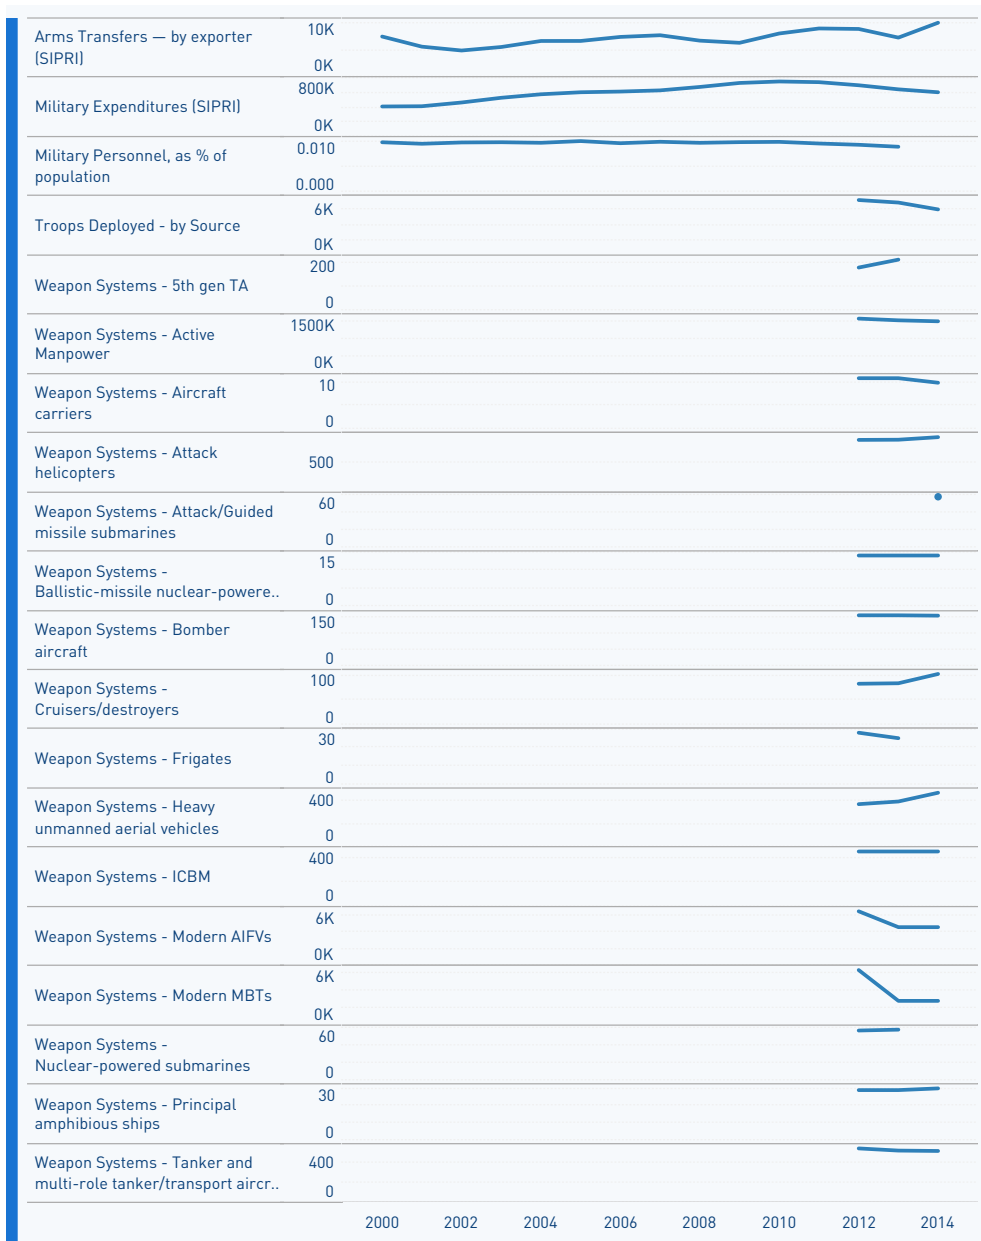 Arms Transfers — by exporter
(SIPRI)
10K
0K
Military Expenditures (SIPRI)
800K
0K
Military Personnel, as % of
population
0.010
0.000
Troops Deployed - by Source
6K
0K
Weapon Systems - 5th gen TA
200
0
Weapon Systems - Active
Manpower
1500K
0K
Weapon Systems - Aircraft
carriers
10
0
Weapon Systems - Attack
helicopters
500
Weapon Systems - Attack/Guided
missile submarines
60
0
Weapon Systems -
Ballistic-missile nuclear-powere..
15
0
Weapon Systems - Bomber
aircraft
150
0
Weapon Systems -
Cruisers/destroyers
100
0
Weapon Systems - Frigates
30
0
Weapon Systems - Heavy
unmanned aerial vehicles
400
0
Weapon Systems - ICBM
400
0
Weapon Systems - Modern AIFVs
6K
0K
Weapon Systems - Modern MBTs
6K
0K
Weapon Systems -
Nuclear-powered submarines
60
0
Weapon Systems - Principal
amphibious ships
30
0
Weapon Systems - Tanker and
multi-role tanker/transport aircr..
400
0
2000 2002 2004 2006 2008 2010 2012 2014